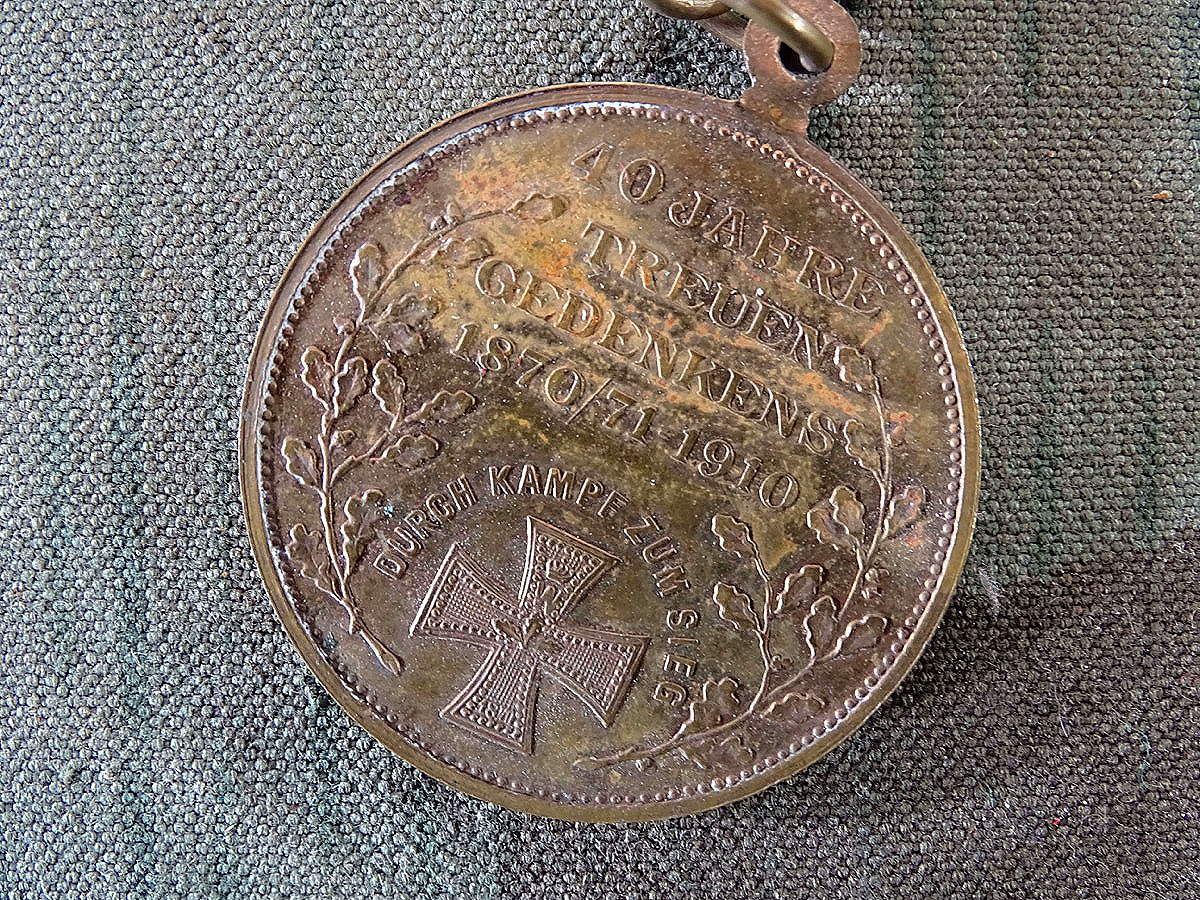 40 JAHRE
TREUEN
GEDENKENS
1870/71 1910
DURCH KAMPF ZUM SIEG